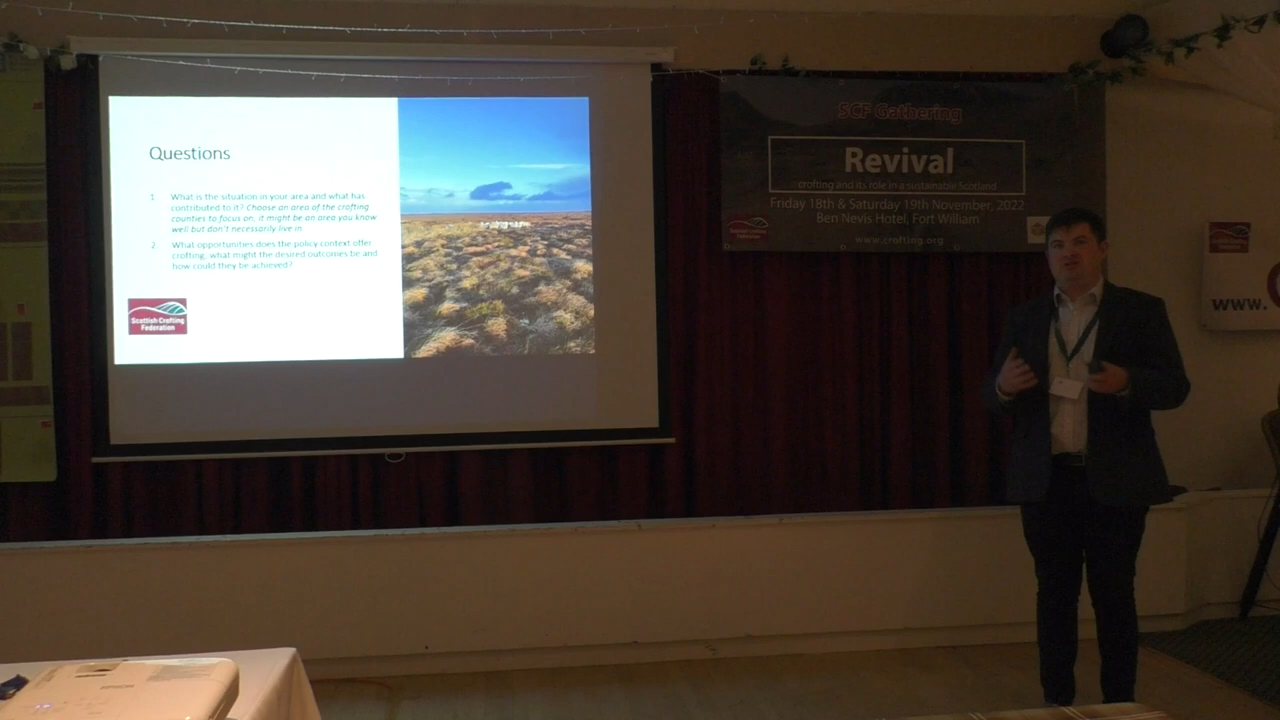 Questions
1. What is the situation in your area and what has
contributed to it? Choose an area of the crofting
counties to focus on, it might be an area you know
well but don't necessarily live in.
2. What opportunities does the policy context offer
crofting, what might the desired outcomes be and
how could they be achieved?
Scottish Crofting
Federation
SCF Gathering
Revival
crofting and its role in a sustainable Scotland
Friday 18th & Saturday 19th November, 2022
Ben Nevis Hotel, Fort William
Scottish Crofting
Federation
www.crofting.org
www.